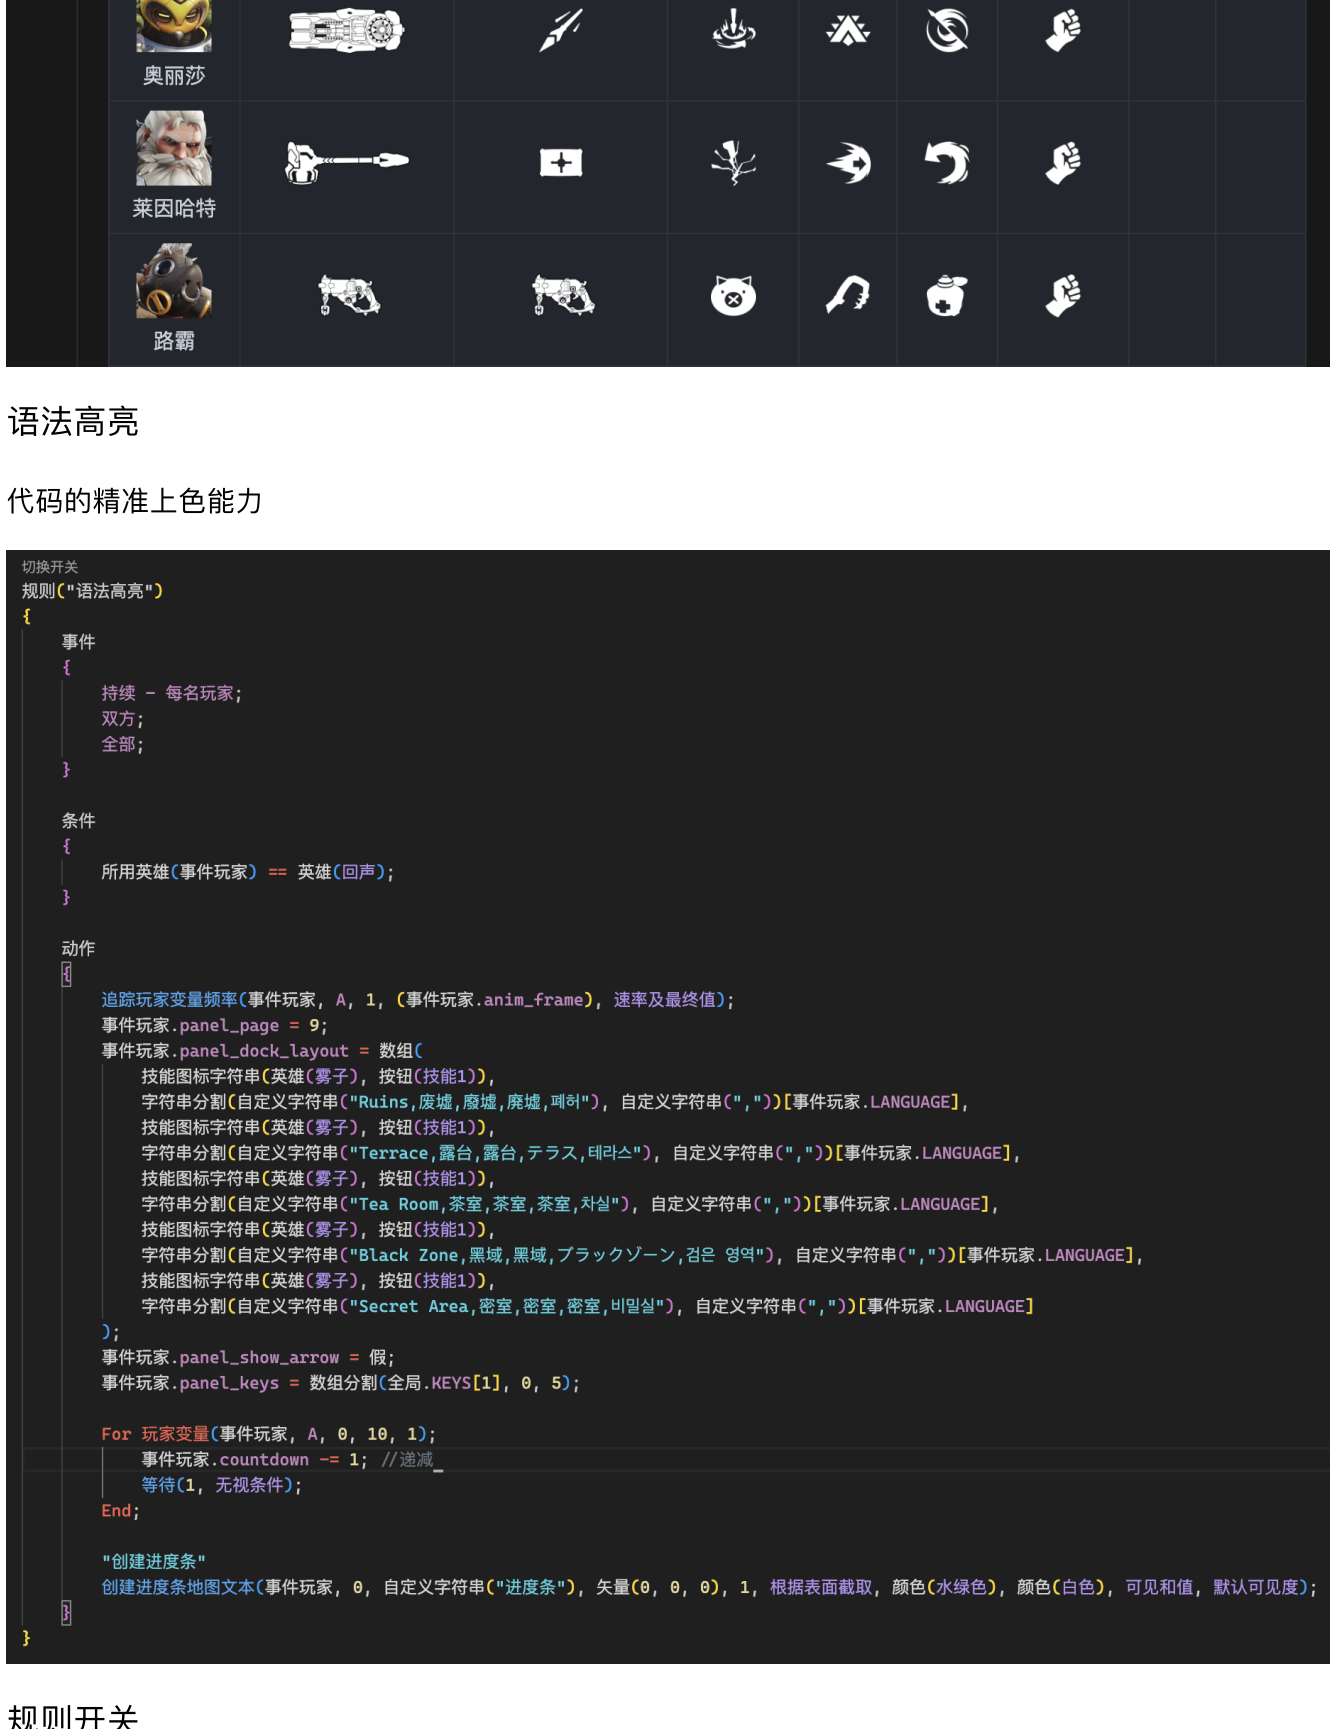 奥丽莎
莱因哈特
路霸
语法高亮
代码的精准上色能力
切换开关
规则("语法高亮")
{
事件
{
持续 - 每名玩家;
双方;
全部;
}
条件
{
所用英雄(事件玩家) == 英雄(回声);
}
动作
{
追踪玩家变量频率(事件玩家, A, 1, (事件玩家.anim_frame), 速率及最终值);
事件玩家.panel_page = 9;
事件玩家.panel_dock_layout = 数组(
技能图标字符串(英雄(雾子), 按钮(技能1)),
字符串分割(自定义字符串("Ruins,废墟,廢墟,廃墟,폐허"), 自定义字符串(","))[事件玩家.LANGUAGE],
技能图标字符串(英雄(雾子), 按钮(技能1)),
字符串分割(自定义字符串("Terrace,露台,露台,テラス,테라스"), 自定义字符串(","))[事件玩家.LANGUAGE],
技能图标字符串(英雄(雾子), 按钮(技能1)),
字符串分割(自定义字符串("Tea Room,茶室,茶室,茶室,차실"), 自定义字符串(","))[事件玩家.LANGUAGE],
技能图标字符串(英雄(雾子), 按钮(技能1)),
字符串分割(自定义字符串("Black Zone,黑域,黑域,ブラックゾーン,검은 영역"), 自定义字符串(","))[事件玩家.LANGUAGE],
技能图标字符串(英雄(雾子), 按钮(技能1)),
字符串分割(自定义字符串("Secret Area,密室,密室,密室,비밀실"), 自定义字符串(","))[事件玩家.LANGUAGE]
);
事件玩家.panel_show_arrow = 假;
事件玩家.panel_keys = 数组分割(全局.KEYS[1], 0, 5);
For 玩家变量(事件玩家, A, 0, 10, 1);
事件玩家.countdown -= 1; //递减
等待(1, 无视条件);
End;
"创建进度条"
创建进度条地图文本(事件玩家, 0, 自定义字符串("进度条"), 矢量(0, 0, 0), 1, 根据表面截取, 颜色(水绿色), 颜色(白色), 可见和值, 默认可见度);
}
}
规则开关